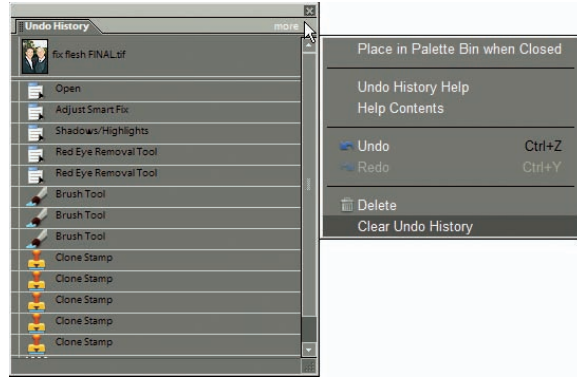 Undo History
more
fix flesh FINAL.tif
Open
Adjust Smart Fix
Shadows/Highlights
Red Eye Removal Tool
Red Eye Removal Tool
Brush Tool
Brush Tool
Brush Tool
Clone Stamp
Clone Stamp
Clone Stamp
Clone Stamp
Clone Stamp
Place in Palette Bin when Closed
Undo History Help
Help Contents
Undo Ctrl+Z
Redo Ctrl+Y
Delete
Clear Undo History